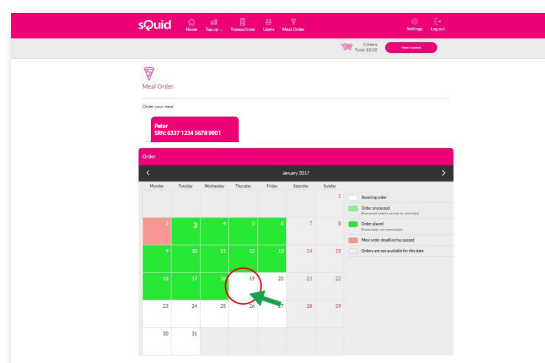 sQuid
Home Top up Transactions Users Meal Order
Settings Log out
0 Items
Total: £0.00
View basket
Meal Order
Order your meal
Peter
SRN: 6337 1234 5678 9001
Order
January 2017
Monday Tuesday Wednesday Thursday Friday Saturday Sunday
1
2 3 4 5 6 7 8
9 10 11 12 13 14 15
16 17 18 19 20 21 22
23 24 25 26 27 28 29
30 31
Awaiting order
Order processed
Order placed
Meal order deadline has passed
Orders are not available for this date